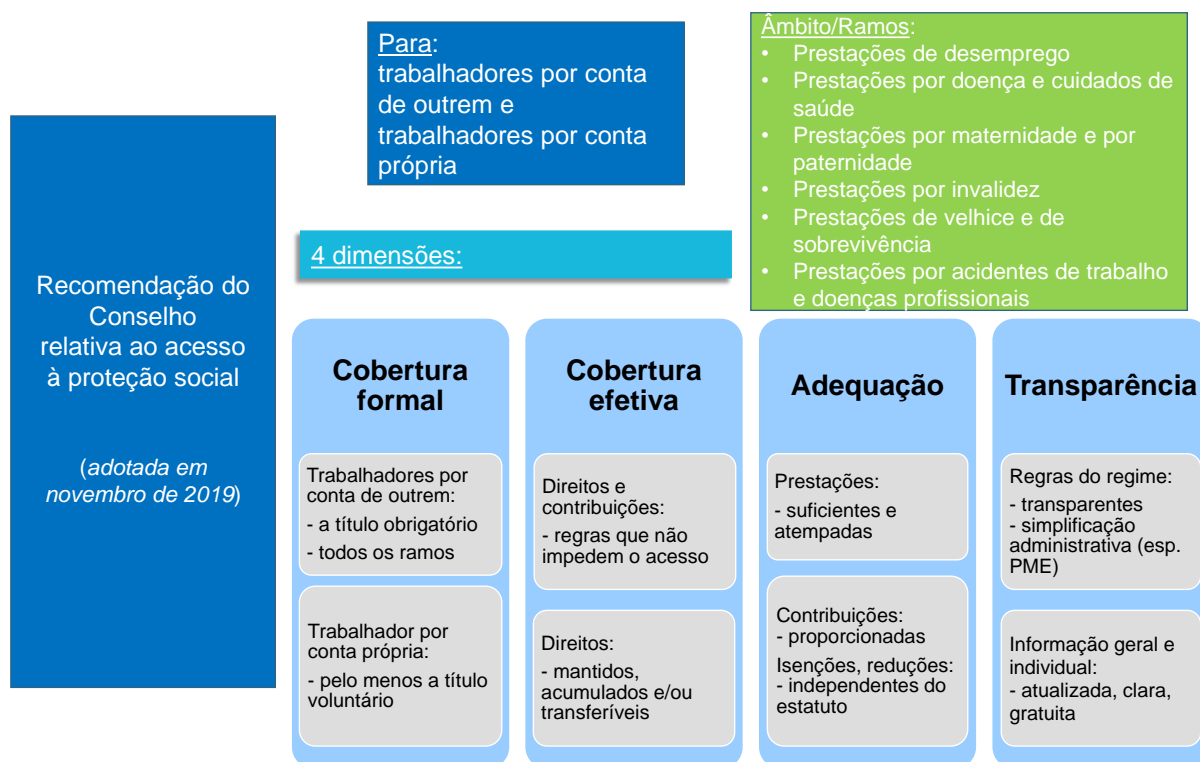 Recomendação do
Conselho
relativa ao acesso
à proteção social
(adotada em
novembro de 2019)
Para:
trabalhadores por conta
de outrem e
trabalhadores por conta
própria
Âmbito/Ramos:
• Prestações de desemprego
• Prestações por doença e cuidados de
saúde
• Prestações por maternidade e por
paternidade
• Prestações por invalidez
• Prestações de velhice e de
sobrevivência
• Prestações por acidentes de trabalho
e doenças profissionais
4 dimensões:
Cobertura
formal
Trabalhadores por
conta de outrem:
- a título obrigatório
- todos os ramos
Trabalhador por
conta própria:
- pelo menos a título
voluntário
Cobertura
efetiva
Direitos e
contribuições:
- regras que não
impedem o acesso
Direitos:
- mantidos,
acumulados e/ou
transferíveis
Adequação
Prestações:
- suficientes e
atempadas
Contribuições:
- proporcionadas
Isenções, reduções:
- independentes do
estatuto
Transparência
Regras do regime:
- transparentes
- simplificação
administrativa (esp.
PME)
Informação geral e
individual:
- atualizada, clara,
gratuita